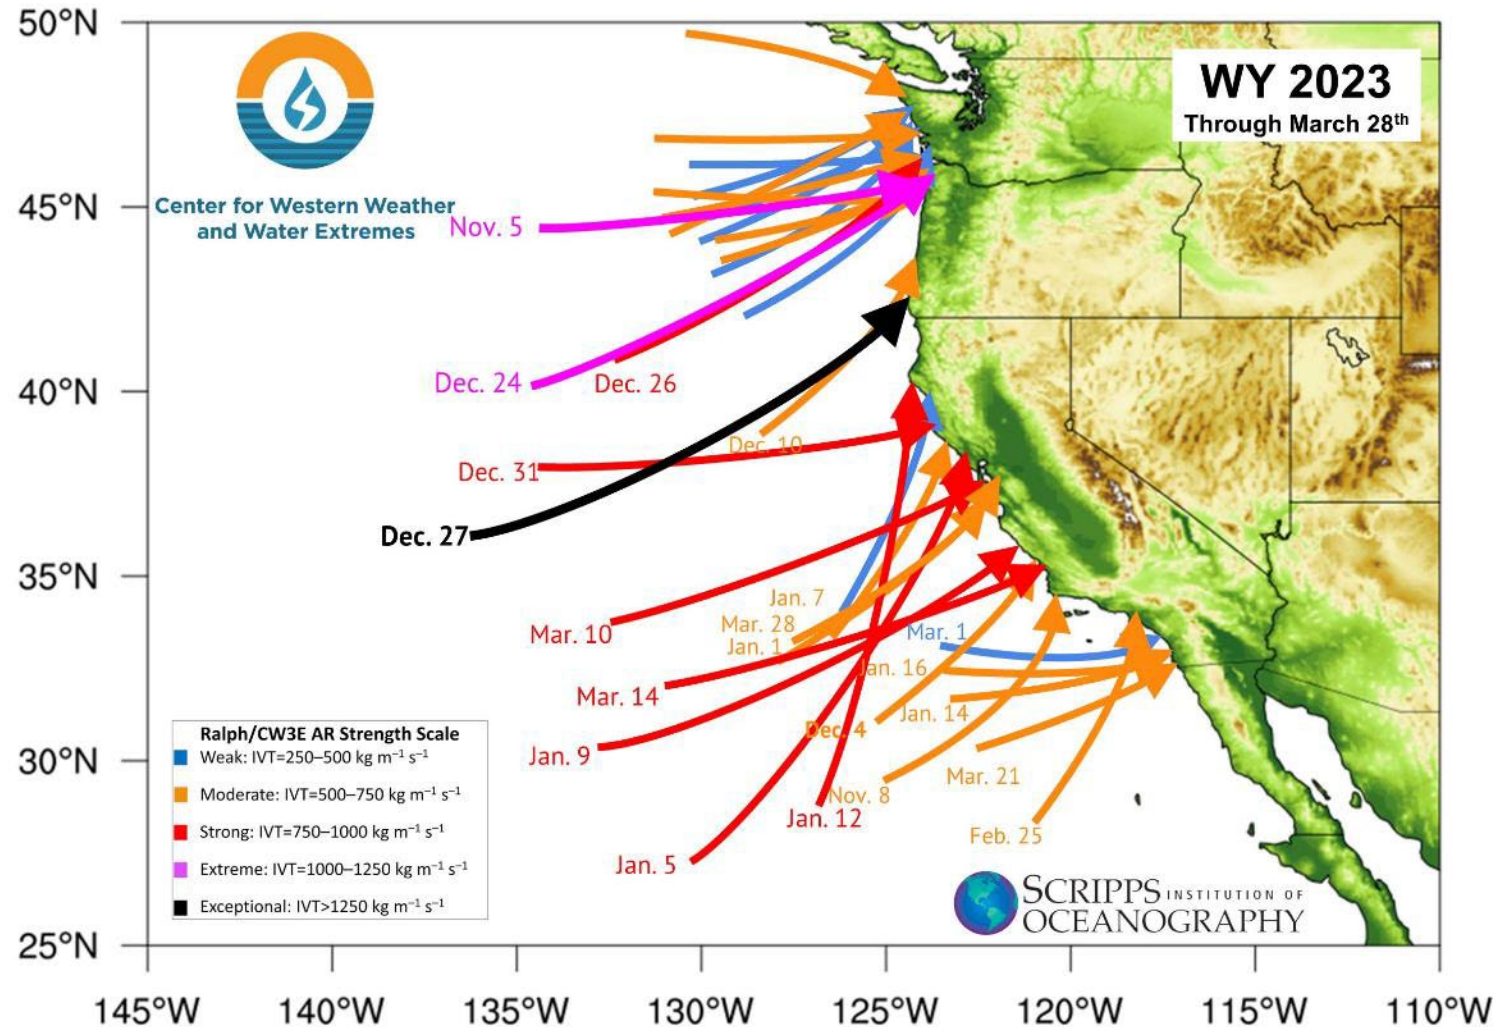 50°N
45°N
40°N
35°N
30°N
25°N
145°W
140°W
135°W
130°W
125°W
120°W
115°W
110°W
Center for Western Weather
and Water Extremes
WY 2023
Through March 28th
Nov. 5
Dec. 24
Dec. 26
Dec. 10
Dec. 31
Dec. 27
Jan. 7
Mar. 28
Jan. 1
Mar. 10
Mar. 1
Jan. 16
Mar. 14
Jan. 14
Dec. 4
Jan. 9
Mar. 21
Nov. 8
Jan. 12
Feb. 25
Jan. 5
Ralph/CW3E AR Strength Scale
Weak: IVT=250–500 kg m⁻¹ s⁻¹
Moderate: IVT=500–750 kg m⁻¹ s⁻¹
Strong: IVT=750–1000 kg m⁻¹ s⁻¹
Extreme: IVT=1000–1250 kg m⁻¹ s⁻¹
Exceptional: IVT>1250 kg m⁻¹ s⁻¹
SCRIPPS INSTITUTION OF
OCEANOGRAPHY